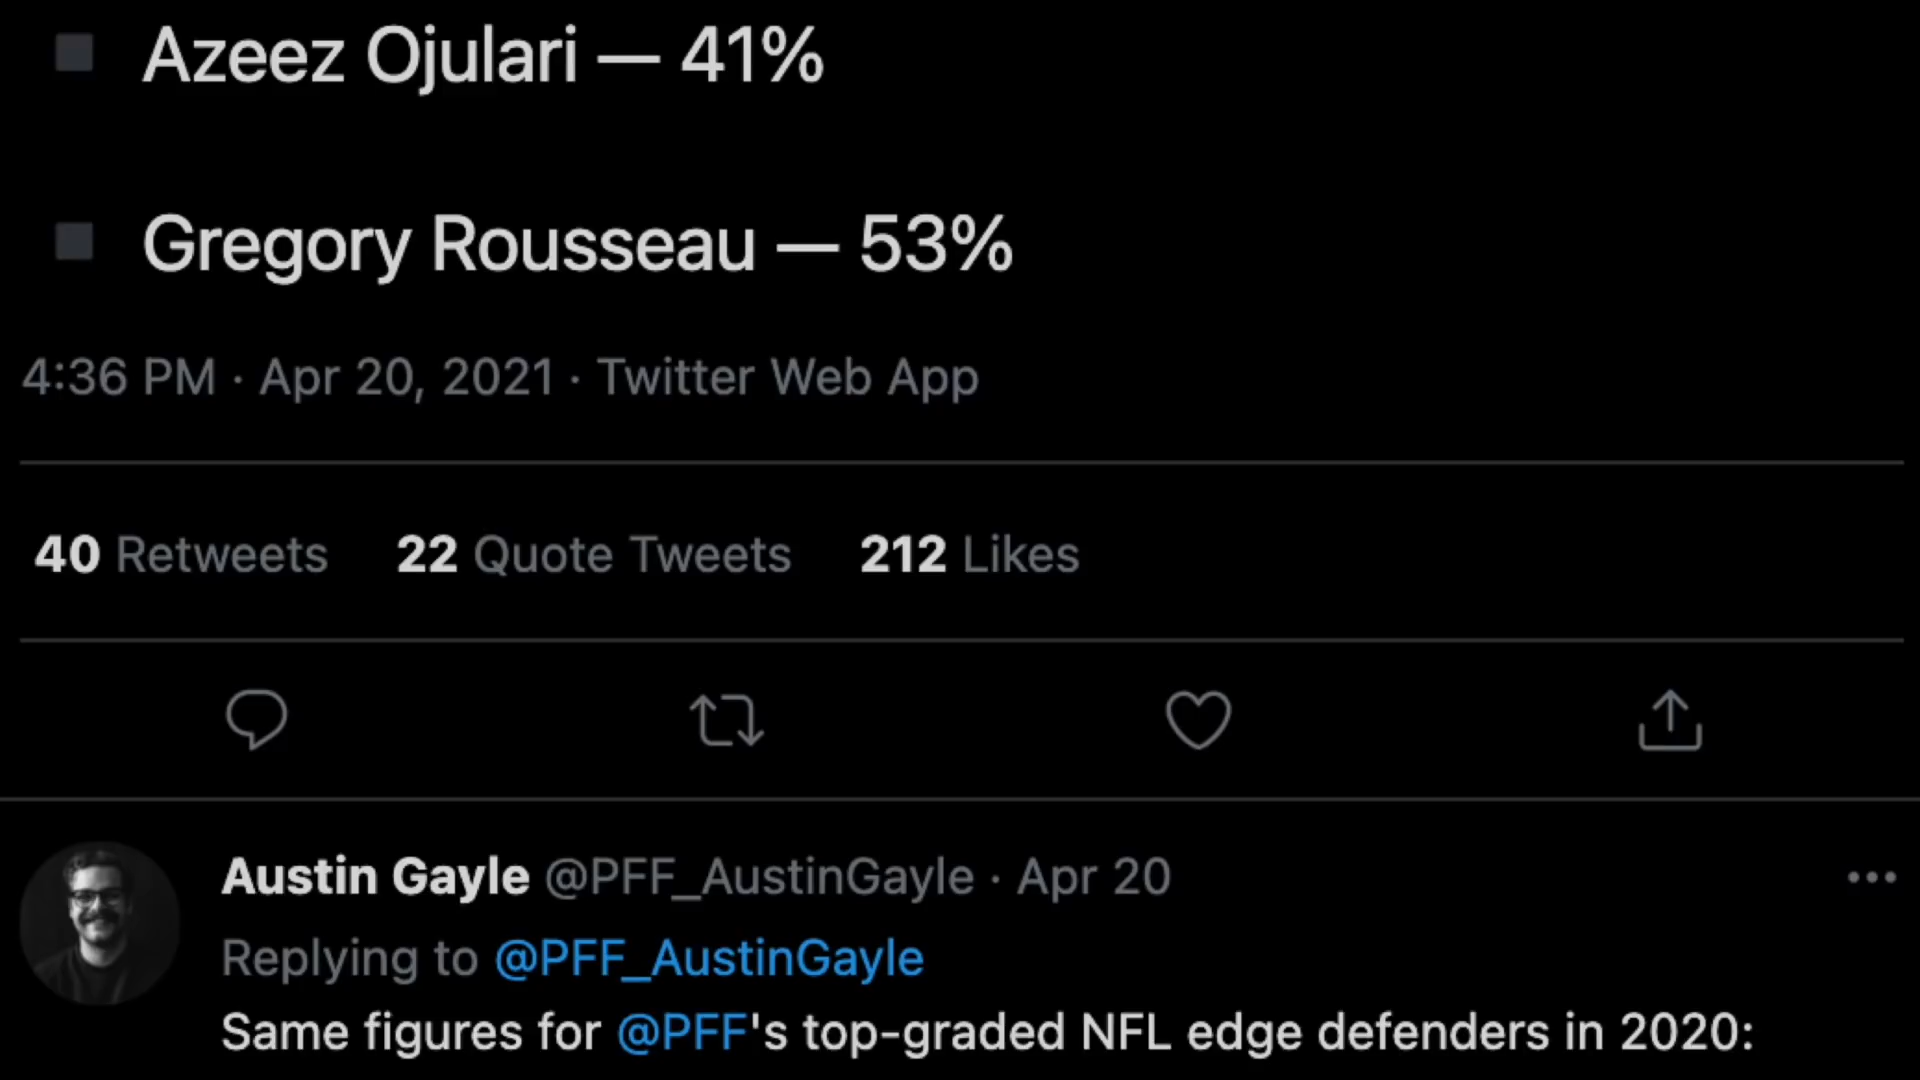 Azeez Ojulari — 41%
Gregory Rousseau — 53%
4:36 PM · Apr 20, 2021 · Twitter Web App
40 Retweets 22 Quote Tweets 212 Likes
Austin Gayle @PFF_AustinGayle · Apr 20
Replying to @PFF_AustinGayle
Same figures for @PFF's top-graded NFL edge defenders in 2020: